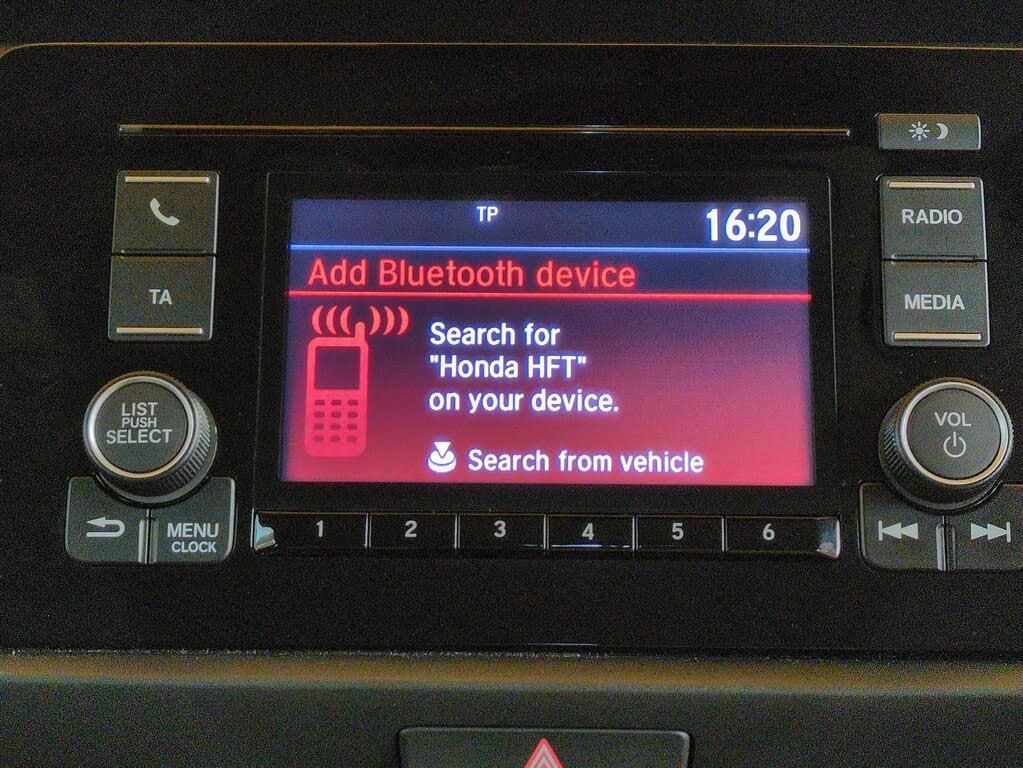 TP
16:20
RADIO
TA
Add Bluetooth device
MEDIA
Search for
"Honda HFT"
on your device.
Search from vehicle
LIST
PUSH
SELECT
VOL
MENU
CLOCK
1 2 3 4 5 6